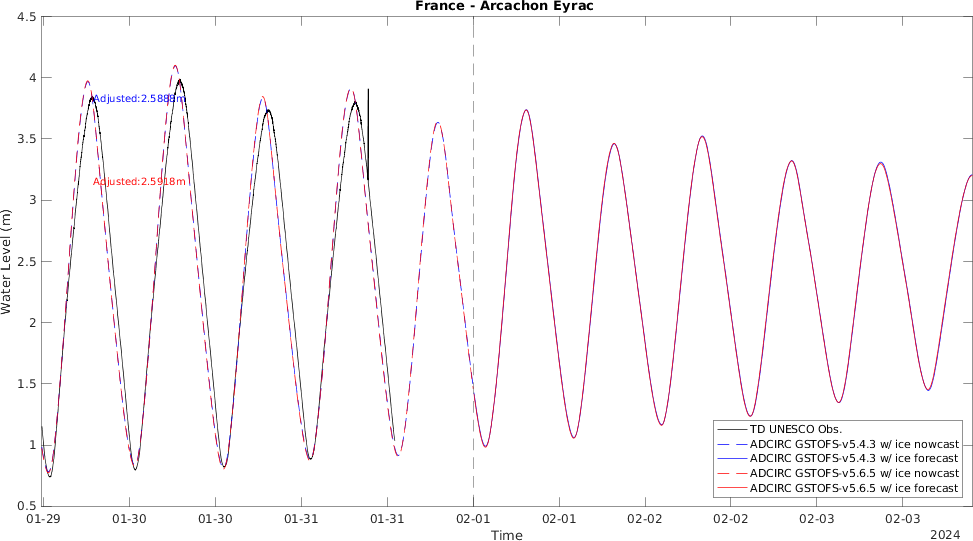 France - Arcachon Eyrac
4.5
4
3.5
3
2.5
2
1.5
1
0.5
Water Level (m)
Adjusted:2.5888m
Adjusted:2.5918m
TD UNESCO Obs.
ADCIRC GSTOFS-v5.4.3 w/ ice nowcast
ADCIRC GSTOFS-v5.4.3 w/ ice forecast
ADCIRC GSTOFS-v5.6.5 w/ ice nowcast
ADCIRC GSTOFS-v5.6.5 w/ ice forecast
01-29 01-30 01-30 01-31 01-31 02-01 02-01 02-02 02-02 02-03 02-03
Time
2024